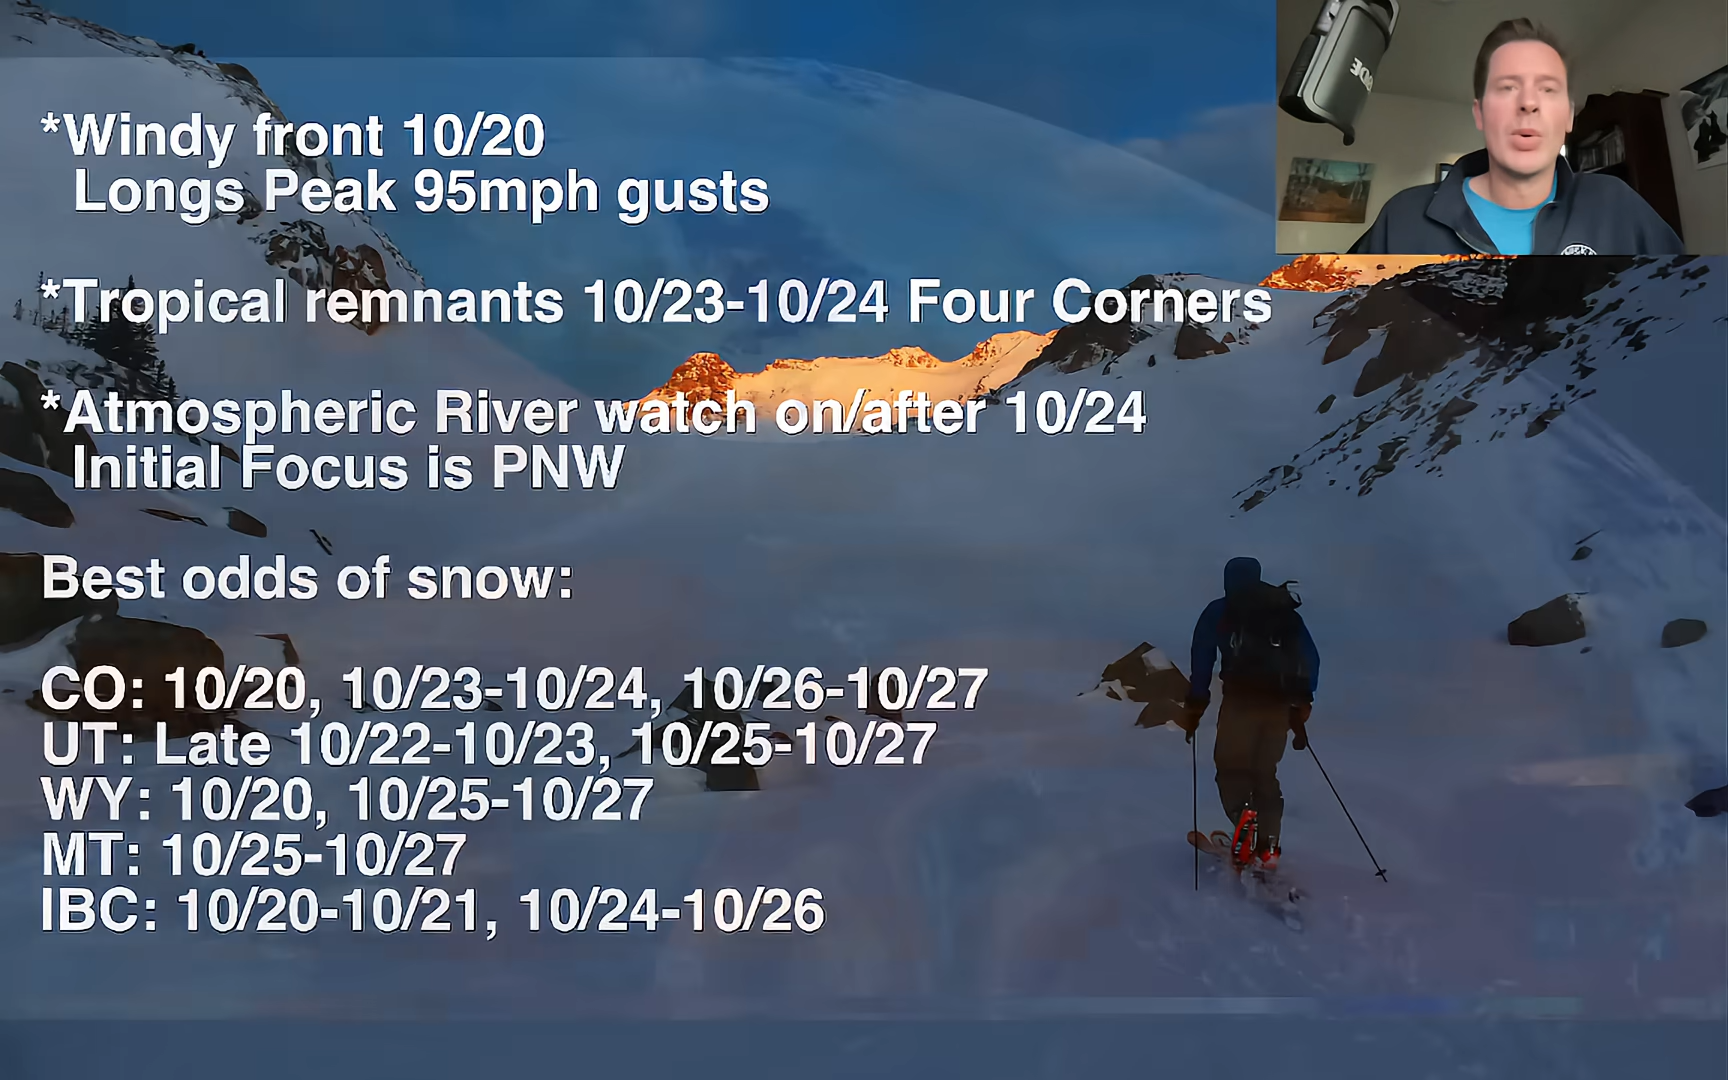 *Windy front 10/20
Longs Peak 95mph gusts
*Tropical remnants 10/23-10/24 Four Corners
*Atmospheric River watch on/after 10/24
Initial Focus is PNW
Best odds of snow:
CO: 10/20, 10/23-10/24, 10/26-10/27
UT: Late 10/22-10/23, 10/25-10/27
WY: 10/20, 10/25-10/27
MT: 10/25-10/27
IBC: 10/20-10/21, 10/24-10/26